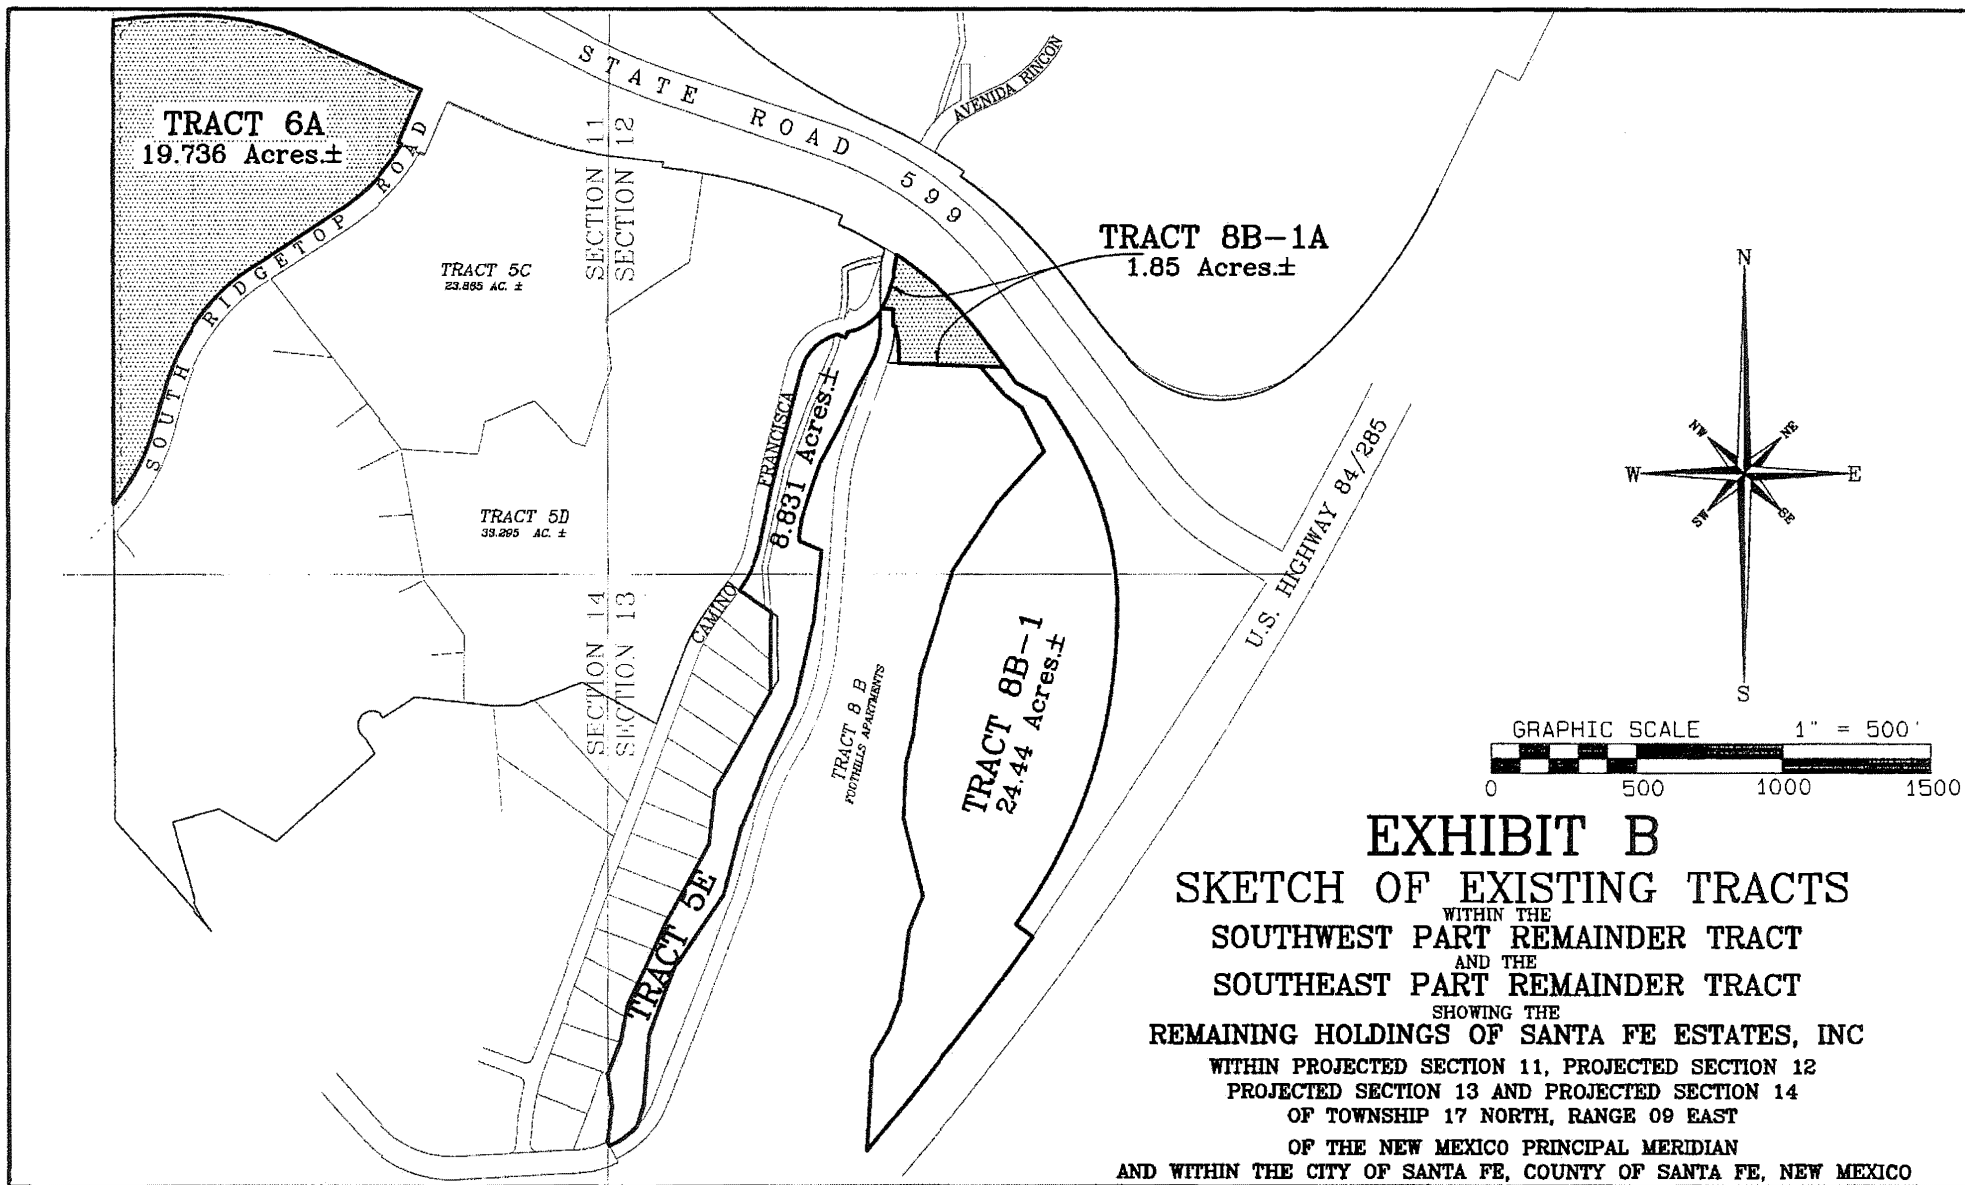 STATE ROAD 599
AVENIDA RINCON
TRACT 6A
19.736 Acres.±
SOUTH RIDGETOP ROAD
SECTION 11
SECTION 12
TRACT 8B-1A
1.85 Acres.±
TRACT 5C
23.865 AC. ±
TRACT 5D
33.295 AC. ±
CAMINO FRANCISCA
8.831 Acres.±
TRACT 5E
U.S. HIGHWAY 84/285
SECTION 14
SECTION 13
TRACT 8 B
FOOTHILLS APARTMENTS
TRACT 8B-1
24.44 Acres.±
N
NW
NE
W
E
SW
SE
S
GRAPHIC SCALE 1" = 500'
0 500 1000 1500
EXHIBIT B
SKETCH OF EXISTING TRACTS
WITHIN THE
SOUTHWEST PART REMAINDER TRACT
AND THE
SOUTHEAST PART REMAINDER TRACT
SHOWING THE
REMAINING HOLDINGS OF SANTA FE ESTATES, INC
WITHIN PROJECTED SECTION 11, PROJECTED SECTION 12
PROJECTED SECTION 13 AND PROJECTED SECTION 14
OF TOWNSHIP 17 NORTH, RANGE 09 EAST
OF THE NEW MEXICO PRINCIPAL MERIDIAN
AND WITHIN THE CITY OF SANTA FE, COUNTY OF SANTA FE, NEW MEXICO